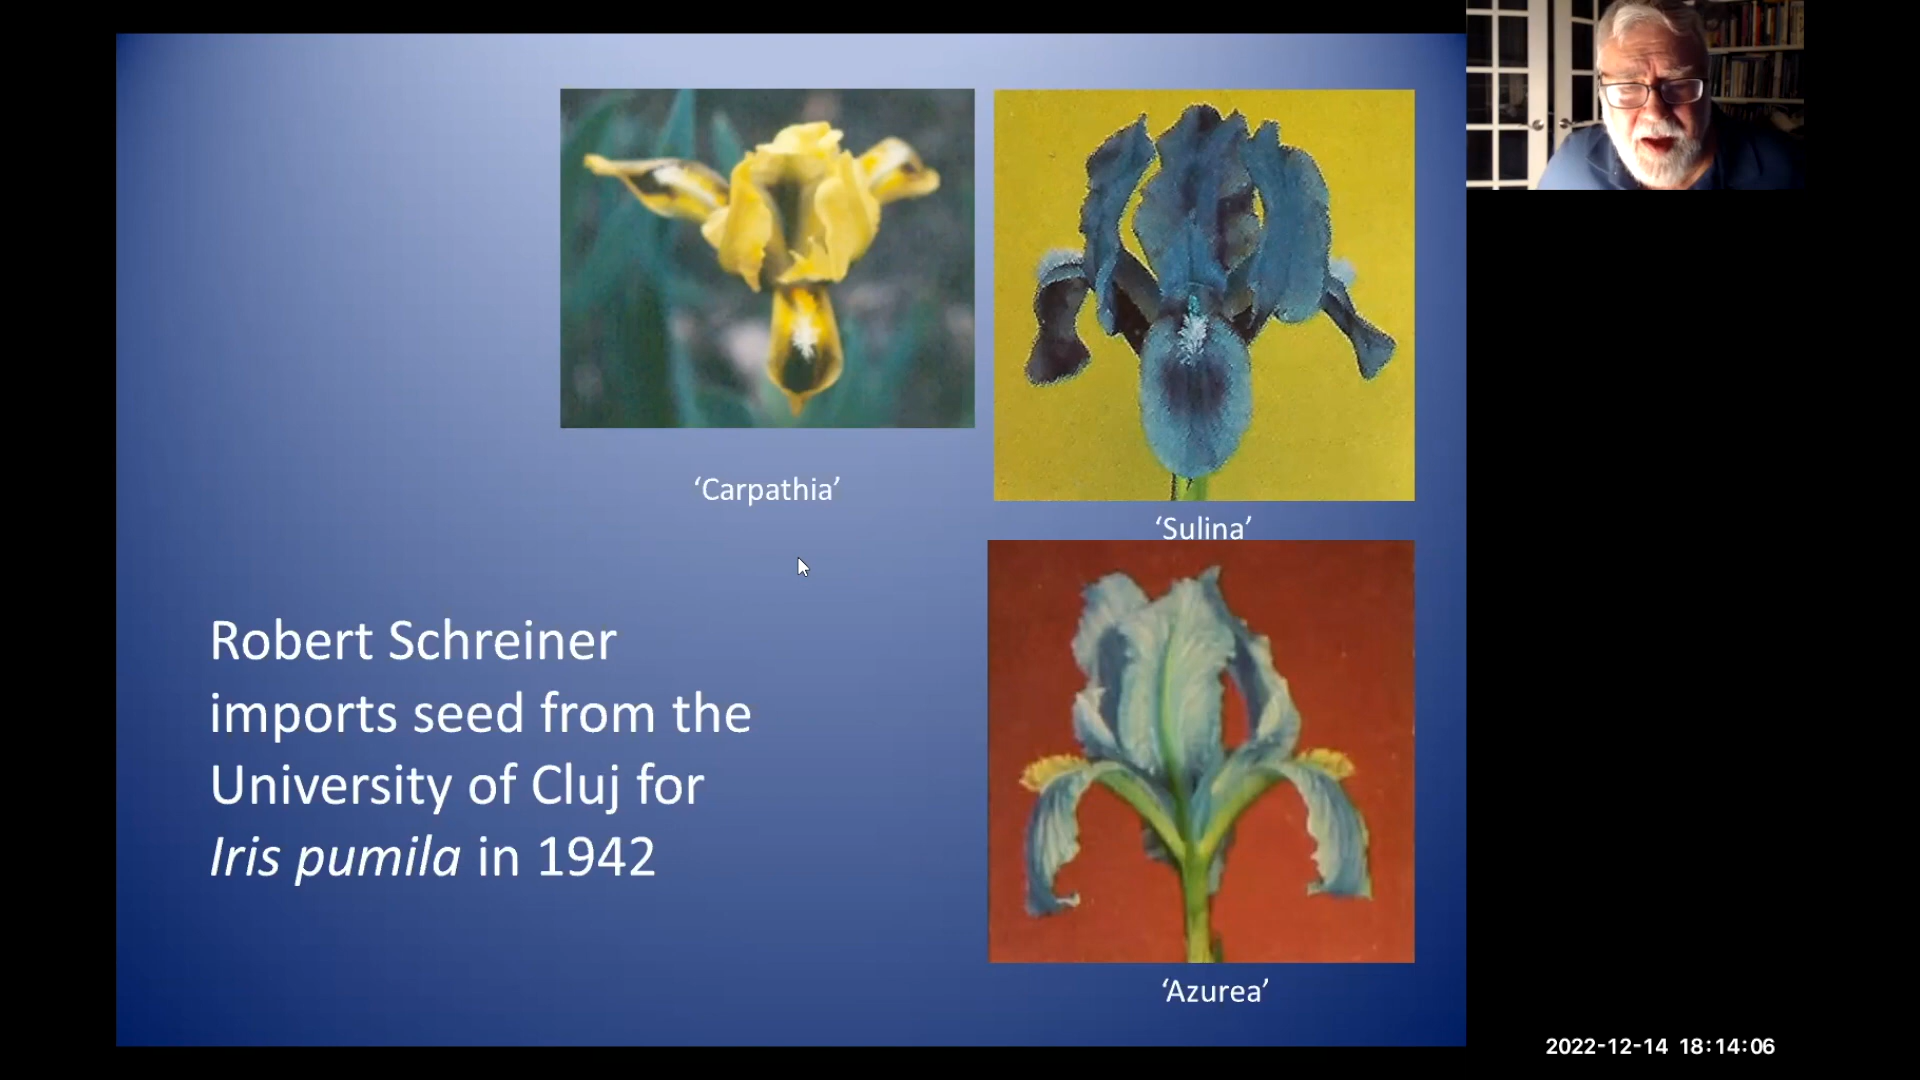 ‘Carpathia’
‘Sulina’
Robert Schreiner
imports seed from the
University of Cluj for
Iris pumila in 1942
‘Azurea’
2022-12-14 18:14:06